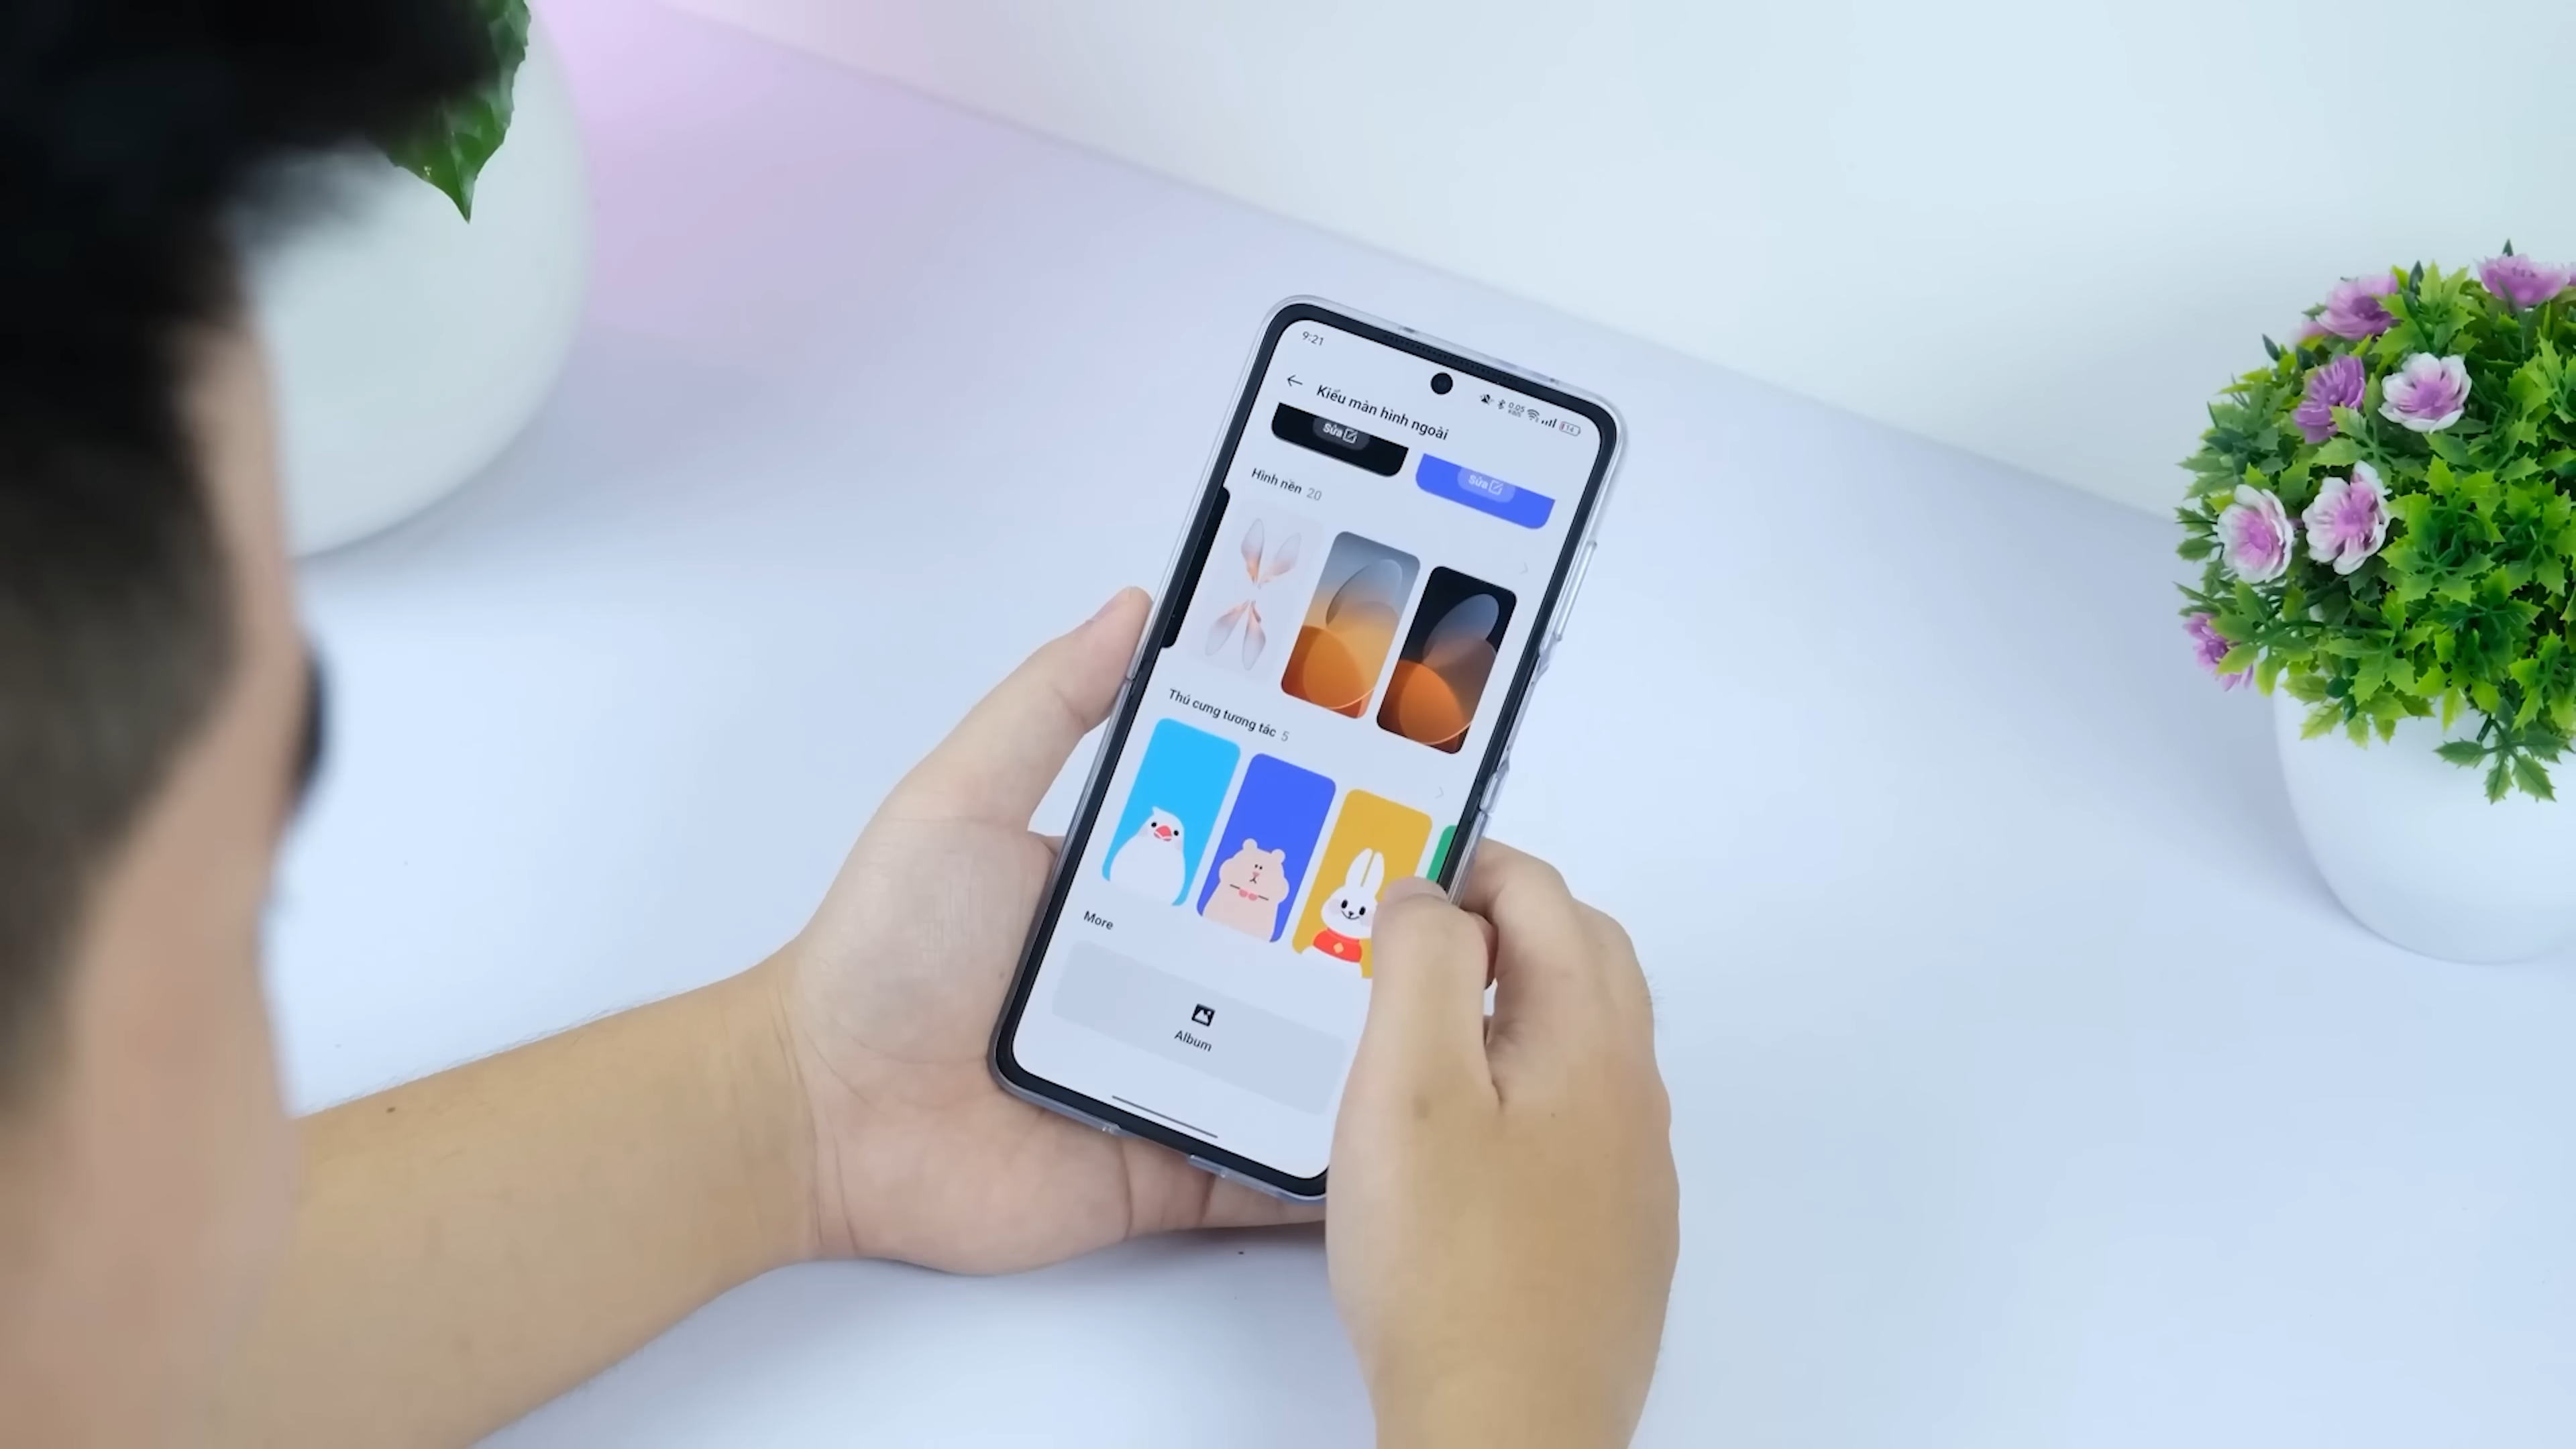 9:21
Kiểu màn hình ngoài
Sửa
Sửa
Hình nền 20
Thú cưng tương tác 5
More
Album